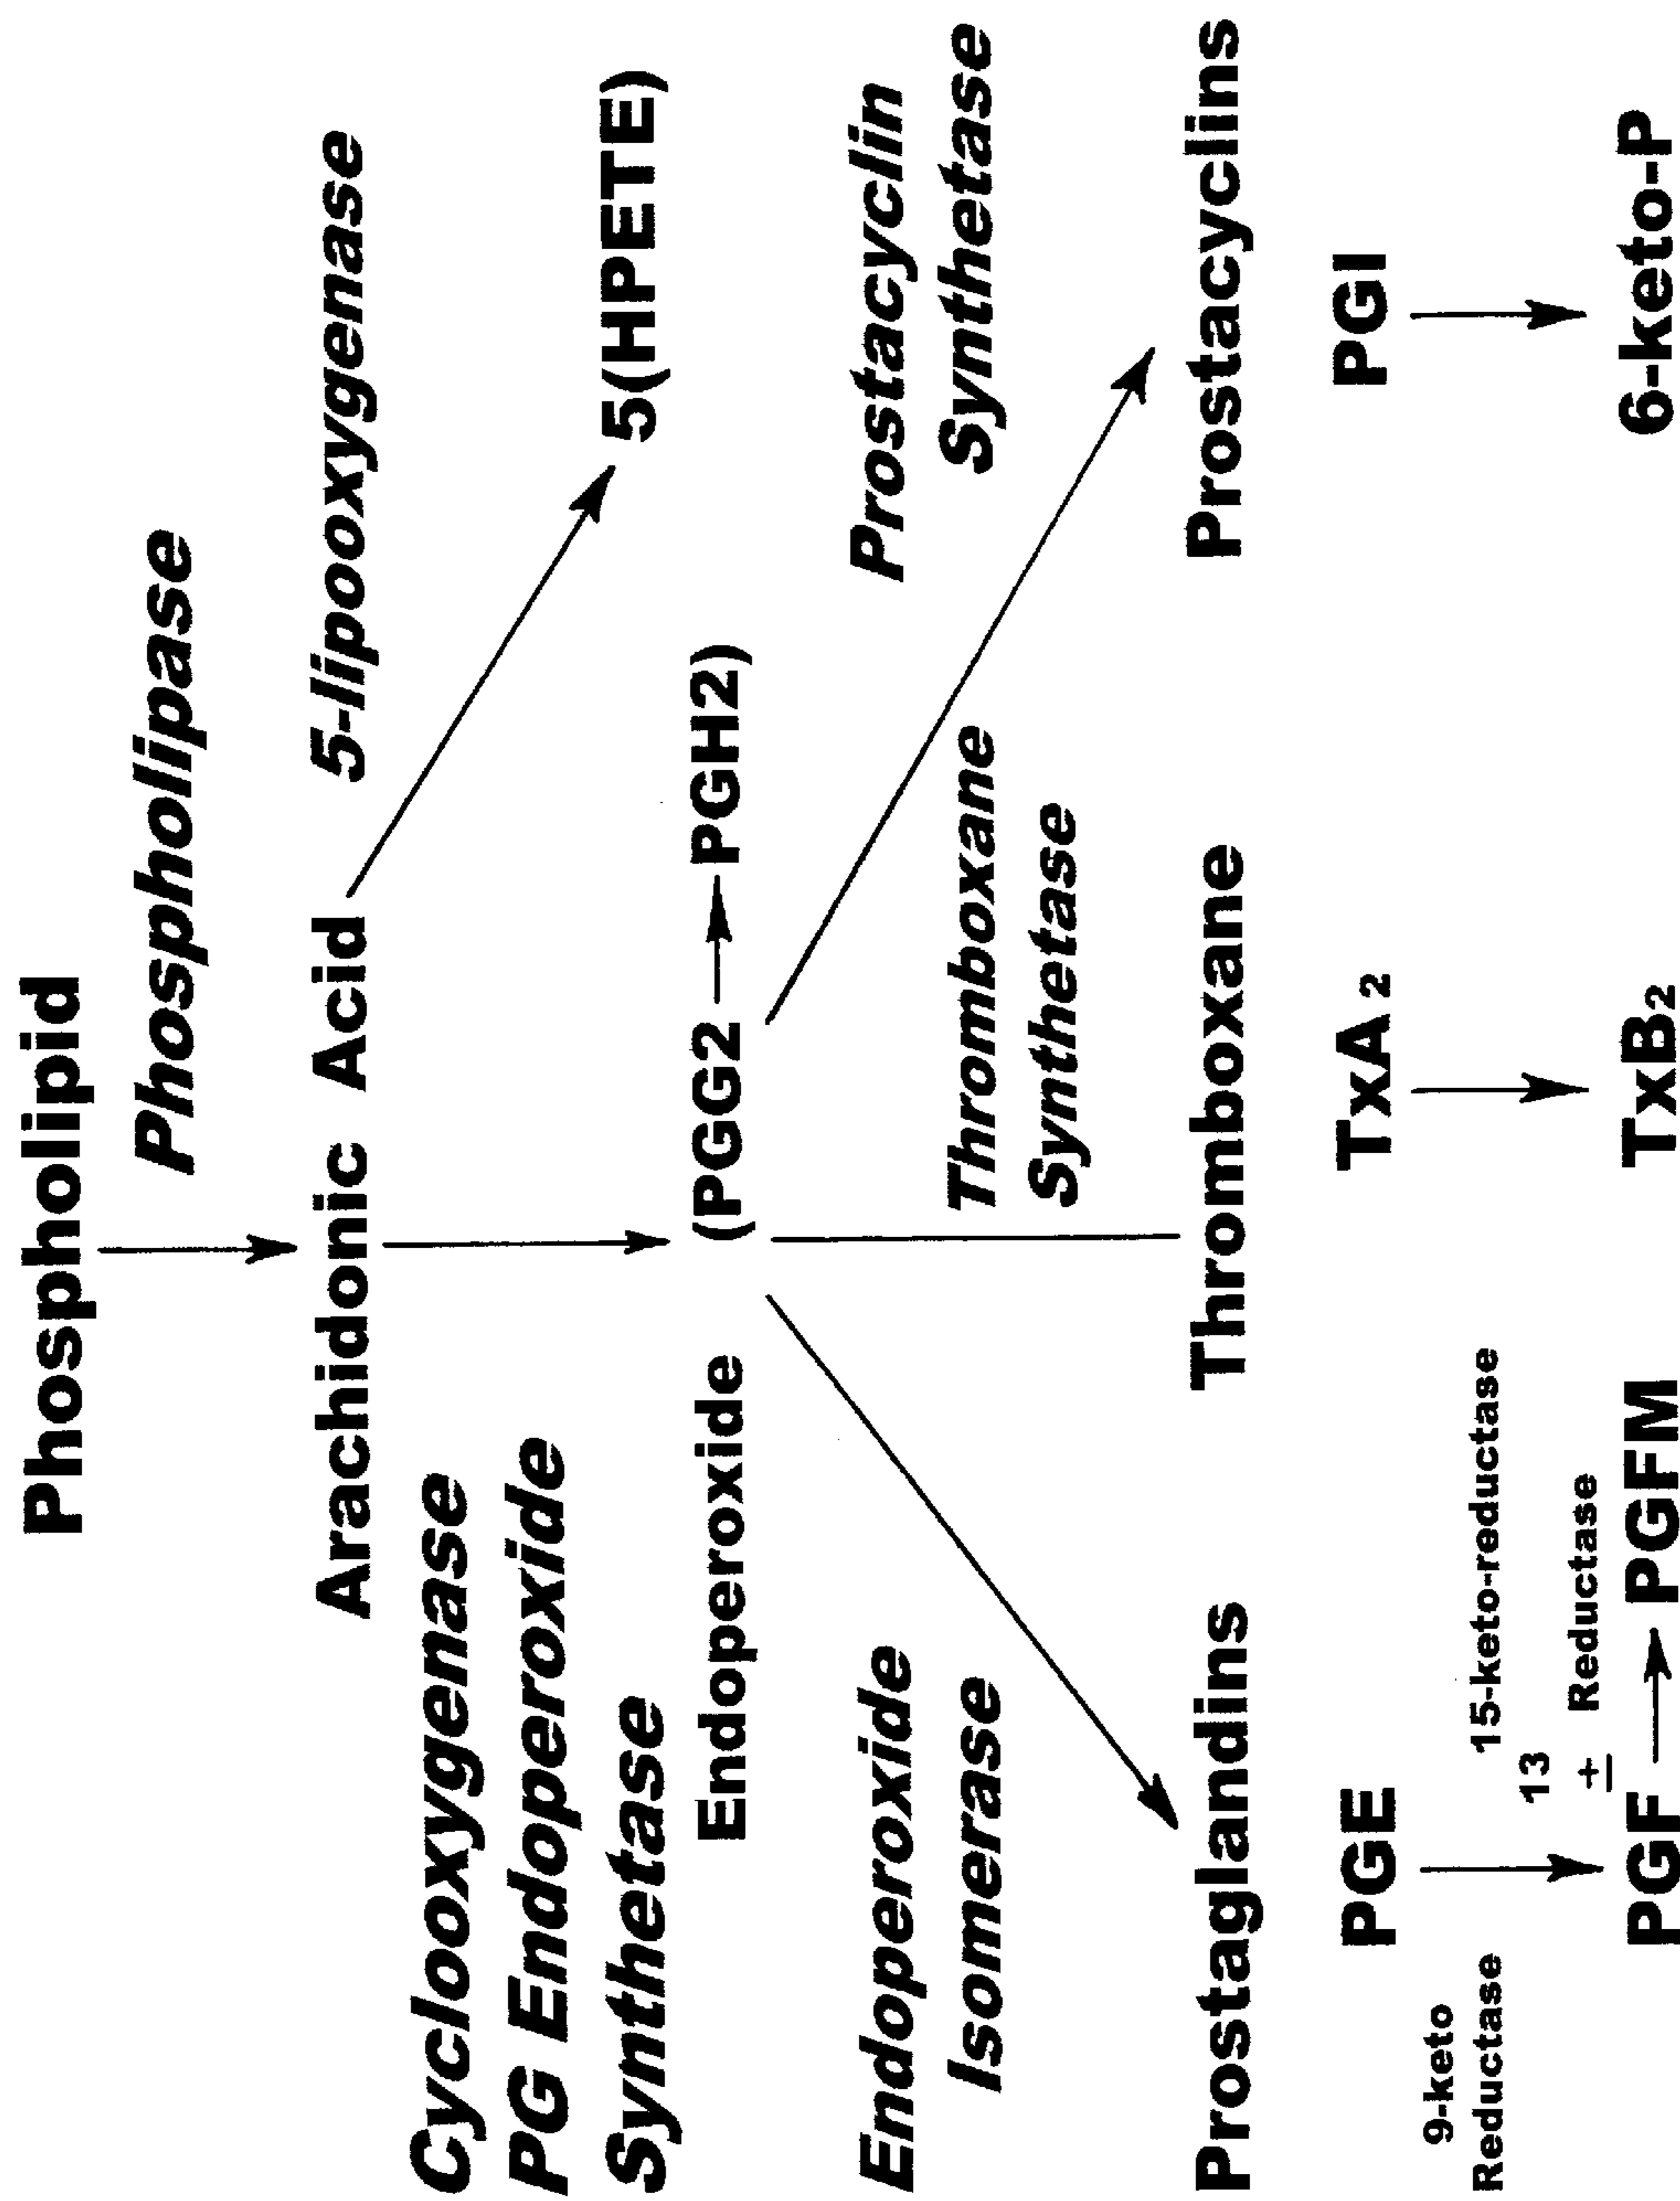 Phospholipid
Phospholipase
Arachidonic Acid
5-lipooxygenase
Cyclooxygenase
PG Endoperoxide
Synthetase
5(HPETE)
Endoperoxide
(PGG2 → PGH2)
Endoperoxide
Isomerase
Thromboxane
Synthetase
Prostacyclin
Synthetase
Prostaglandins
Thromboxane
Prostacyclins
PGE
TxA2
PGI
9-keto
Reductase
15-keto-reductase
13
+
Reductase
PGF → PGFM
TxB2
6-keto-P